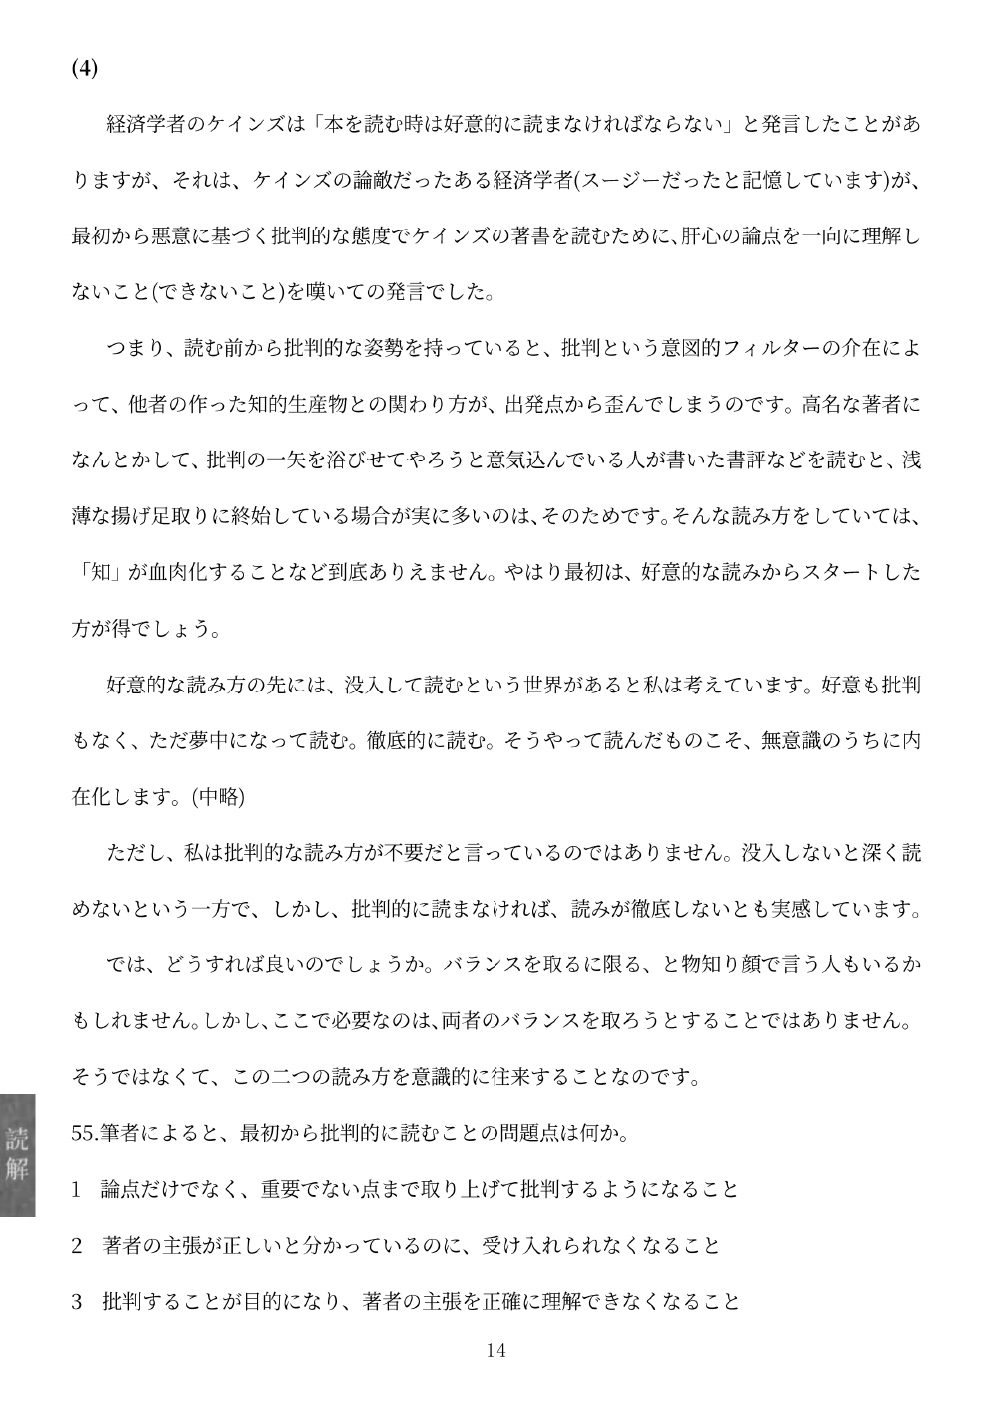 (4)
経済学者のケインズは「本を読む時は好意的に読まなければならない」と発言したことがあ
りますが、それは、ケインズの論敵だったある経済学者(スージーだったと記憶しています)が、
最初から悪意に基づく批判的な態度でケインズの著書を読むために、肝心の論点を一向に理解し
ないこと(できないこと)を嘆いての発言でした。
つまり、読む前から批判的な姿勢を持っていると、批判という意図的フィルターの介在によ
って、他者の作った知的生産物との関わり方が、出発点から歪んでしまうのです。高名な著者に
なんとかして、批判の一矢を浴びせてやろうと意気込んでいる人が書いた書評などを読むと、浅
薄な揚げ足取りに終始している場合が実に多いのは、そのためです。そんな読み方をしていては、
「知」が血肉化することなど到底ありえません。やはり最初は、好意的な読みからスタートした
方が得でしょう。
好意的な読み方の先には、没入して読むという世界があると私は考えています。好意も批判
もなく、ただ夢中になって読む。徹底的に読む。そうやって読んだものこそ、無意識のうちに内
在化します。(中略)
ただし、私は批判的な読み方が不要だと言っているのではありません。没入しないと深く読
めないという一方で、しかし、批判的に読まなければ、読みが徹底しないとも実感しています。
では、どうすれば良いのでしょうか。バランスを取るに限る、と物知り顔で言う人もいるか
もしれません。しかし、ここで必要なのは、両者のバランスを取ろうとすることではありません。
そうではなくて、この二つの読み方を意識的に往来することなのです。
55.筆者によると、最初から批判的に読むことの問題点は何か。
読解
1 論点だけでなく、重要でない点まで取り上げて批判するようになること
2 著者の主張が正しいと分かっているのに、受け入れられなくなること
3 批判することが目的になり、著者の主張を正確に理解できなくなること
14